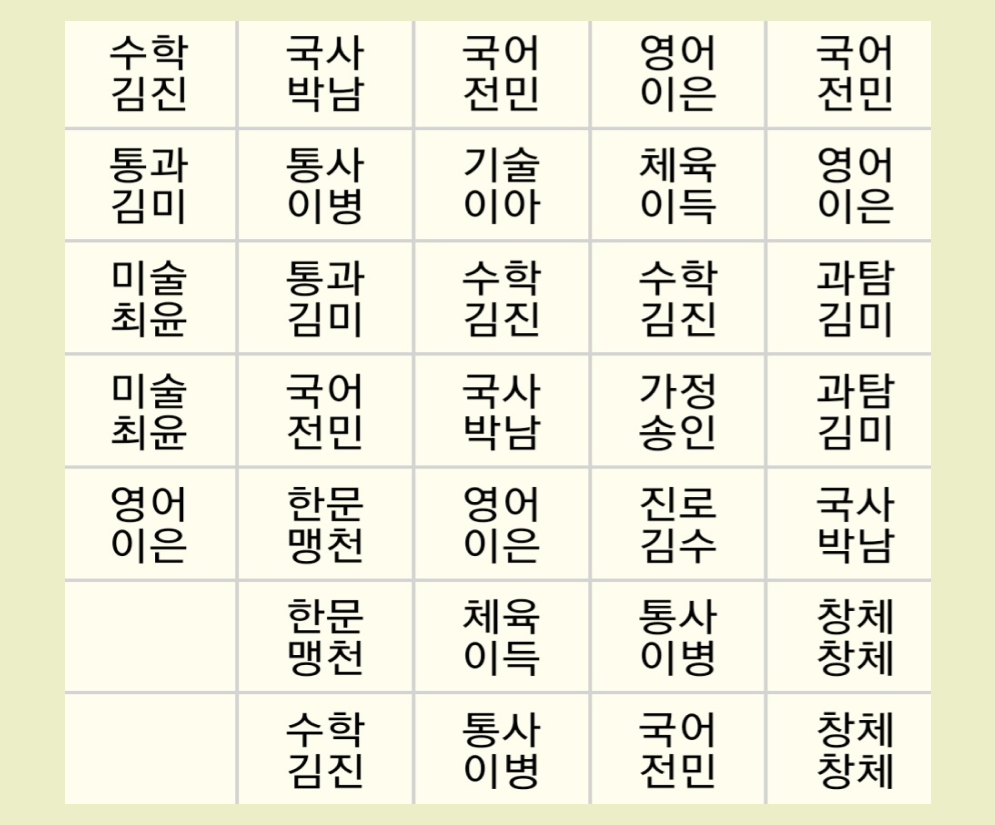 수학 국사 국어 영어 국어
김진 박남 전민 이은 전민
통과 통사 기술 체육 영어
김미 이병 이아 이득 이은
미술 통과 수학 수학 과탐
최윤 김미 김진 김진 김미
미술 국어 국사 가정 과탐
최윤 전민 박남 송인 김미
영어 한문 영어 진로 국사
이은 맹천 이은 김수 박남
한문 체육 통사 창체
맹천 이득 이병 창체
수학 통사 국어 창체
김진 이병 전민 창체